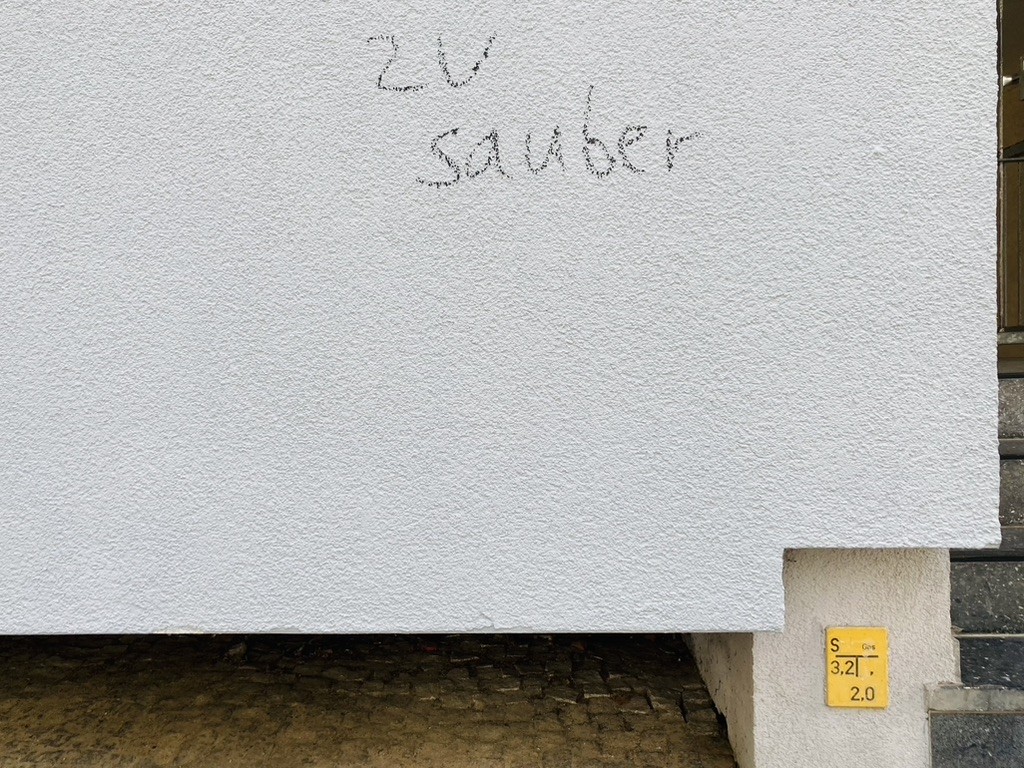 zu
sauber
S Gas
3,2 ,
2,0